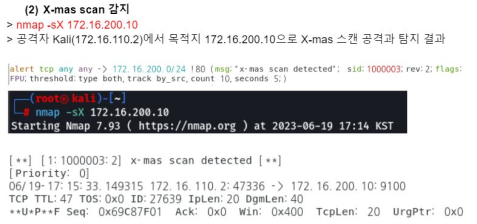 (2) X-mas scan 감지
> nmap -sX 172.16.200.10
> 공격자 Kali(172.16.110.2)에서 목적지 172.16.200.10으로 X-mas 스캔 공격과 탐지 결과
alert tcp any any -> 172.16.200.0/24 !80 (msg:"x-mas scan detected"; sid:1000003; rev:2; flags:
FPU; threshold: type both, track by_src, count 10, seconds 5;)
(root㉿kali)-[~]
# nmap -sX 172.16.200.10
Starting Nmap 7.93 ( https://nmap.org ) at 2023-06-19 17:14 KST
[**] [1:1000003:2] x-mas scan detected [**]
[Priority: 0]
06/19-17:15:33.149315 172.16.110.2:47336 -> 172.16.200.10:9100
TCP TTL:47 TOS:0x0 ID:27639 IpLen:20 DgmLen:40
**U*P**F Seq: 0x69C87F01 Ack: 0x0 Win: 0x400 TcpLen: 20 UrgPtr: 0x0